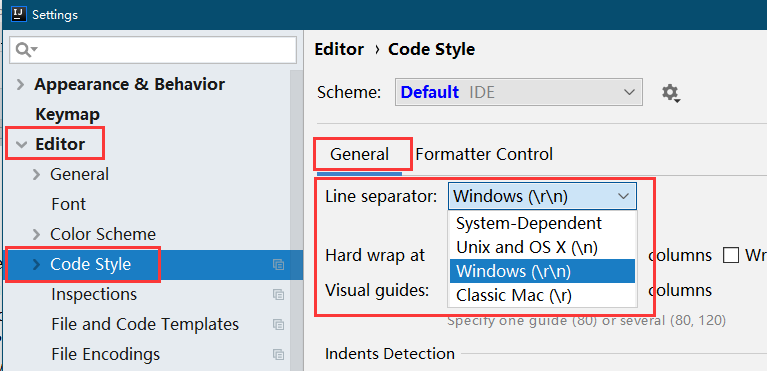 IJ Settings
Appearance & Behavior
Keymap
Editor
General
Font
Color Scheme
Code Style
Inspections
File and Code Templates
File Encodings
Editor › Code Style
Scheme: Default IDE
General Formatter Control
Line separator: Windows (\r\n)
System-Dependent
Unix and OS X (\n)
Windows (\r\n)
Classic Mac (\r)
Hard wrap at columns Wr
Visual guides: columns
Specify one guide (80) or several (80, 120)
Indents Detection